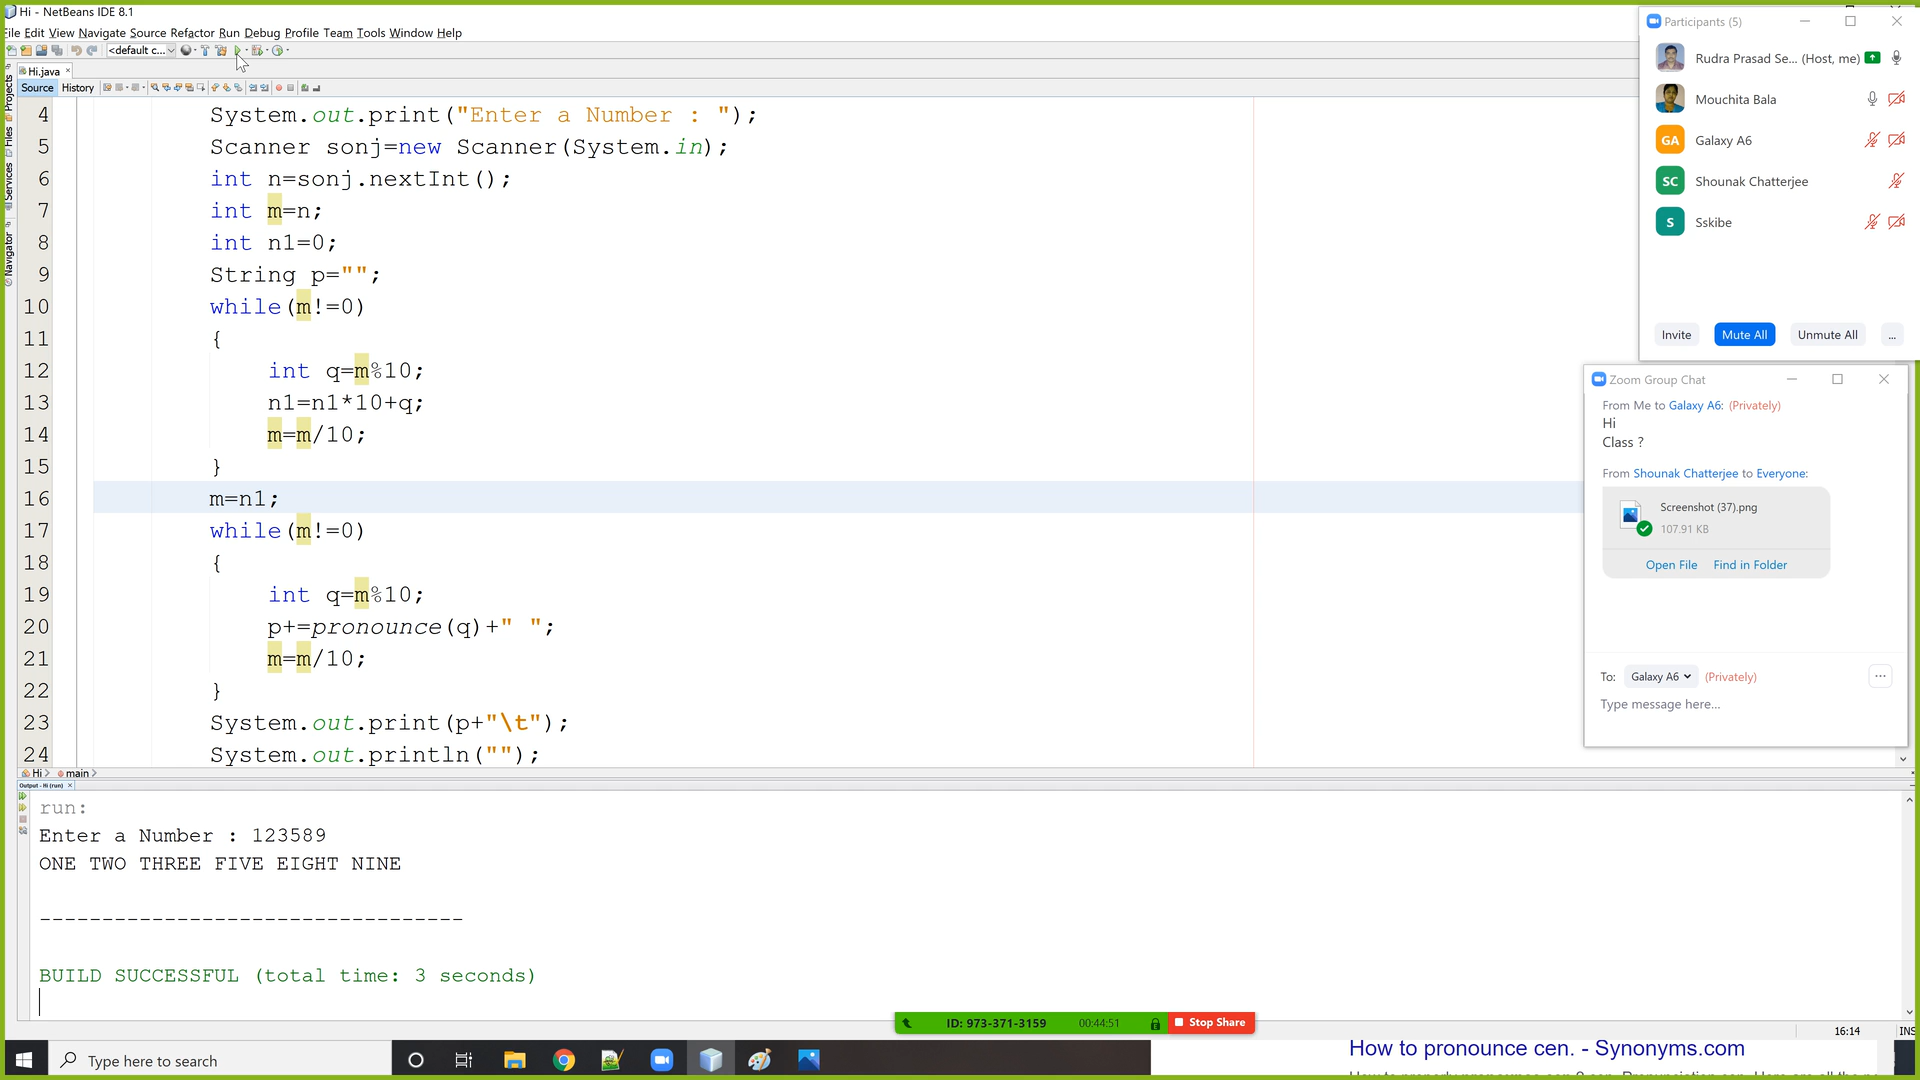 Hi - NetBeans IDE 8.1
File Edit View Navigate Source Refactor Run Debug Profile Team Tools Window Help
<default c...
Hi.java
Source History
Projects
Files
Services
Navigator
4 System.out.print("Enter a Number : ");
5 Scanner sonj=new Scanner(System.in);
6 int n=sonj.nextInt();
7 int m=n;
8 int n1=0;
9 String p="";
10 while(m!=0)
11 {
12 int q=m%10;
13 n1=n1*10+q;
14 m=m/10;
15 }
16 m=n1;
17 while(m!=0)
18 {
19 int q=m%10;
20 p+=pronounce(q)+" ";
21 m=m/10;
22 }
23 System.out.print(p+"\t");
24 System.out.println("");
Hi main
Output - Hi (run)
run:
Enter a Number : 123589
ONE TWO THREE FIVE EIGHT NINE
----------------------------------
BUILD SUCCESSFUL (total time: 3 seconds)
Participants (5)
Rudra Prasad Se... (Host, me)
Mouchita Bala
GA Galaxy A6
SC Shounak Chatterjee
S Sskibe
Invite Mute All Unmute All ...
Zoom Group Chat
From Me to Galaxy A6: (Privately)
Hi
Class ?
From Shounak Chatterjee to Everyone:
Screenshot (37).png
107.91 KB
Open File Find in Folder
To: Galaxy A6 (Privately) ...
Type message here...
ID: 973-371-3159 00:44:51 Stop Share
16:14 INS
Type here to search
How to pronounce cen. - Synonyms.com